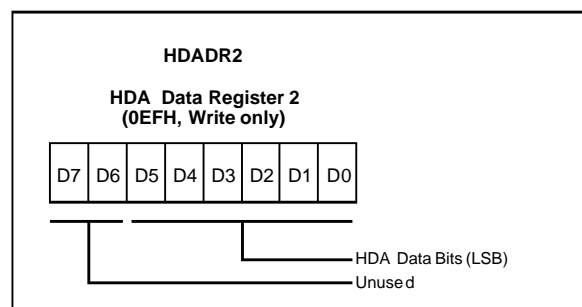 HDADR2
HDA Data Register 2
(0EFH, Write only)
D7 D6 D5 D4 D3 D2 D1 D0
HDA Data Bits (LSB)
Unused